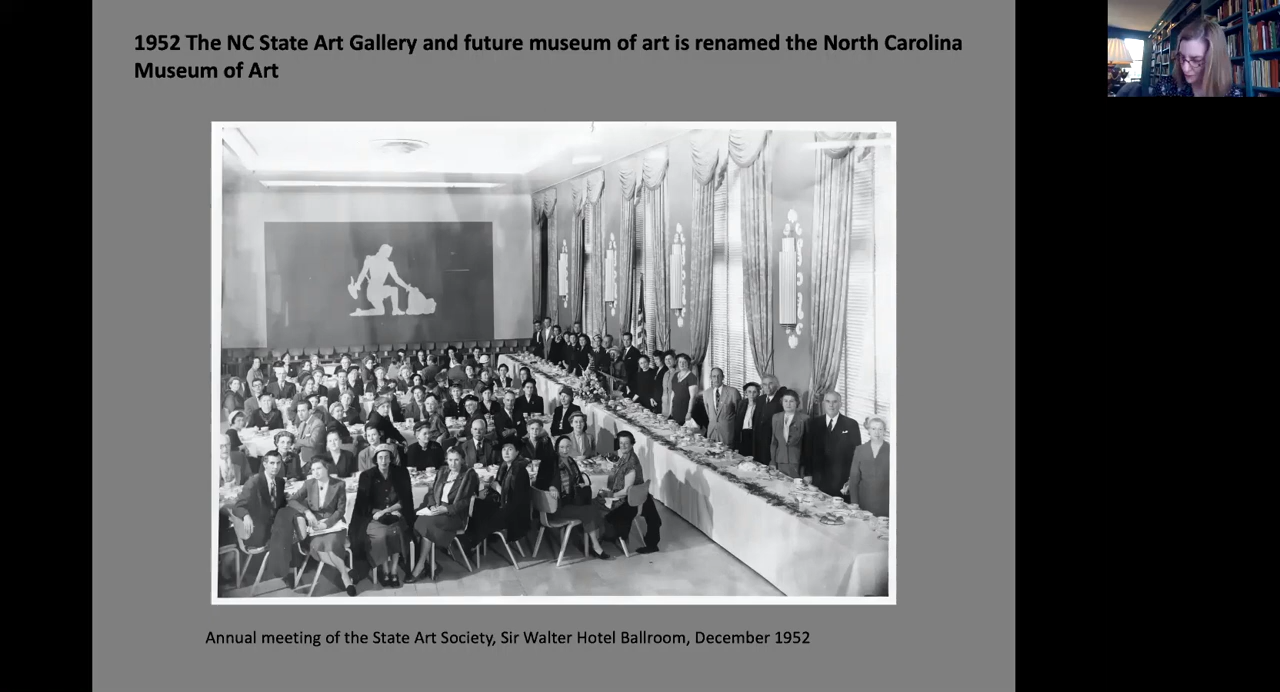 1952 The NC State Art Gallery and future museum of art is renamed the North Carolina
Museum of Art
Annual meeting of the State Art Society, Sir Walter Hotel Ballroom, December 1952